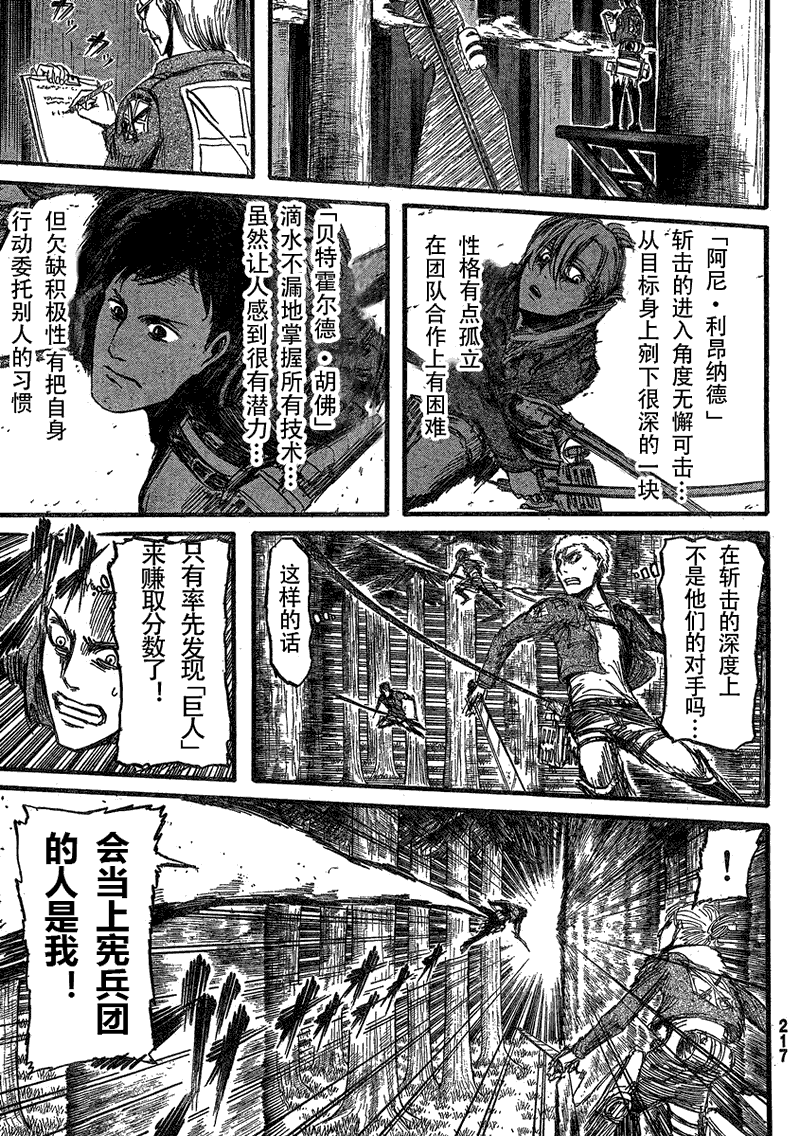 「阿尼·利昂纳德」
斩击的进入角度无懈可击…
从目标身上剜下很深的一块
性格有点孤立
在团队合作上有困难
「贝特霍尔德·胡佛」
滴水不漏地掌握所有技术…
虽然让人感到很有潜力…
但欠缺积极性有把自身
行动委托别人的习惯
在斩击的深度上
不是他们的对手吗…
这样的话
只有率先发现「巨人」
来赚取分数了！
！
会当上宪兵团
的人是我！
217